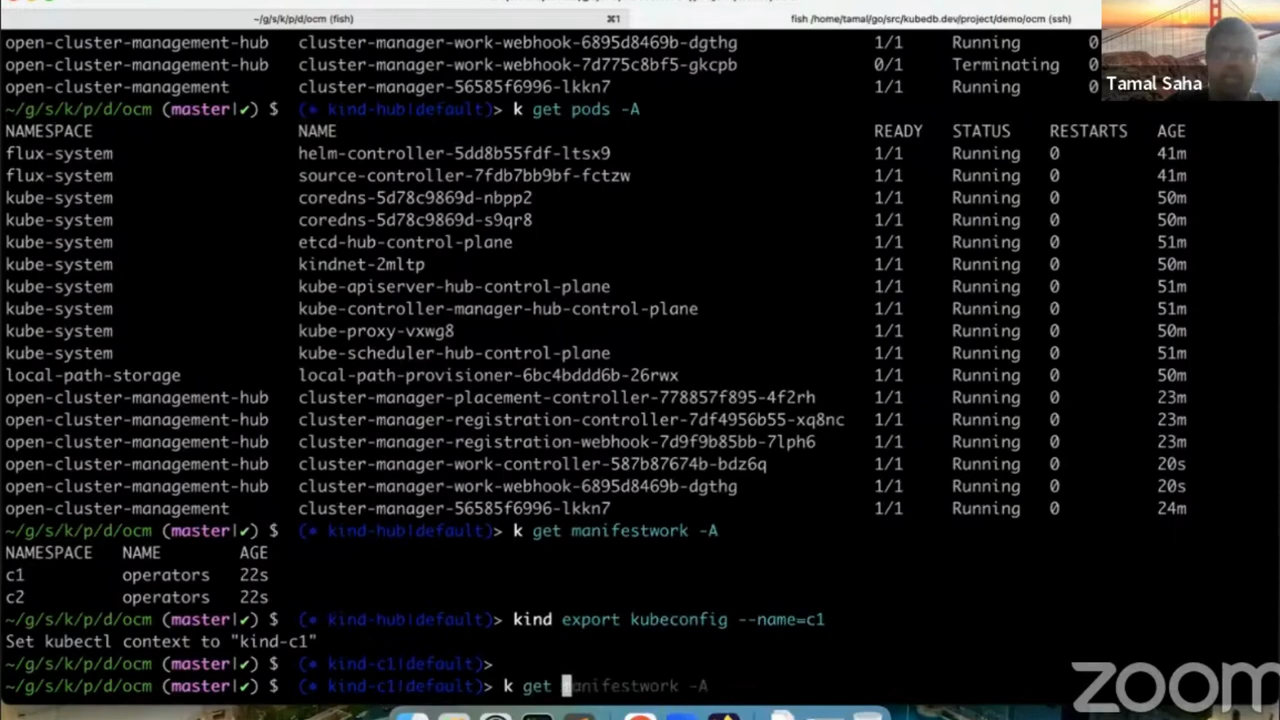 ~/g/s/k/p/d/ocm (fish) ⌘1 fish /home/tamal/go/src/kubedb.dev/project/demo/ocm (ssh)
open-cluster-management-hub cluster-manager-work-webhook-6895d8469b-dgthg 1/1 Running 0
open-cluster-management-hub cluster-manager-work-webhook-7d775c8bf5-gkcpb 0/1 Terminating 0
open-cluster-management cluster-manager-56585f6996-lkkn7 1/1 Running 0
Tamal Saha
~/g/s/k/p/d/ocm (master|✔) $ (⎈ kind-hub|default)> k get pods -A
NAMESPACE NAME READY STATUS RESTARTS AGE
flux-system helm-controller-5dd8b55fdf-ltsx9 1/1 Running 0 41m
flux-system source-controller-7fdb7bb9bf-fctzw 1/1 Running 0 41m
kube-system coredns-5d78c9869d-nbpp2 1/1 Running 0 50m
kube-system coredns-5d78c9869d-s9qr8 1/1 Running 0 50m
kube-system etcd-hub-control-plane 1/1 Running 0 51m
kube-system kindnet-2mltp 1/1 Running 0 50m
kube-system kube-apiserver-hub-control-plane 1/1 Running 0 51m
kube-system kube-controller-manager-hub-control-plane 1/1 Running 0 51m
kube-system kube-proxy-vxwg8 1/1 Running 0 50m
kube-system kube-scheduler-hub-control-plane 1/1 Running 0 51m
local-path-storage local-path-provisioner-6bc4bddd6b-26rwx 1/1 Running 0 50m
open-cluster-management-hub cluster-manager-placement-controller-778857f895-4f2rh 1/1 Running 0 23m
open-cluster-management-hub cluster-manager-registration-controller-7df4956b55-xq8nc 1/1 Running 0 23m
open-cluster-management-hub cluster-manager-registration-webhook-7d9f9b85bb-7lph6 1/1 Running 0 23m
open-cluster-management-hub cluster-manager-work-controller-587b87674b-bdz6q 1/1 Running 0 20s
open-cluster-management-hub cluster-manager-work-webhook-6895d8469b-dgthg 1/1 Running 0 20s
open-cluster-management cluster-manager-56585f6996-lkkn7 1/1 Running 0 24m
~/g/s/k/p/d/ocm (master|✔) $ (⎈ kind-hub|default)> k get manifestwork -A
NAMESPACE NAME AGE
c1 operators 22s
c2 operators 22s
~/g/s/k/p/d/ocm (master|✔) $ (⎈ kind-hub|default)> kind export kubeconfig --name=c1
Set kubectl context to "kind-c1"
~/g/s/k/p/d/ocm (master|✔) $ (⎈ kind-c1|default)>
~/g/s/k/p/d/ocm (master|✔) $ (⎈ kind-c1|default)> k get manifestwork -A
zoom